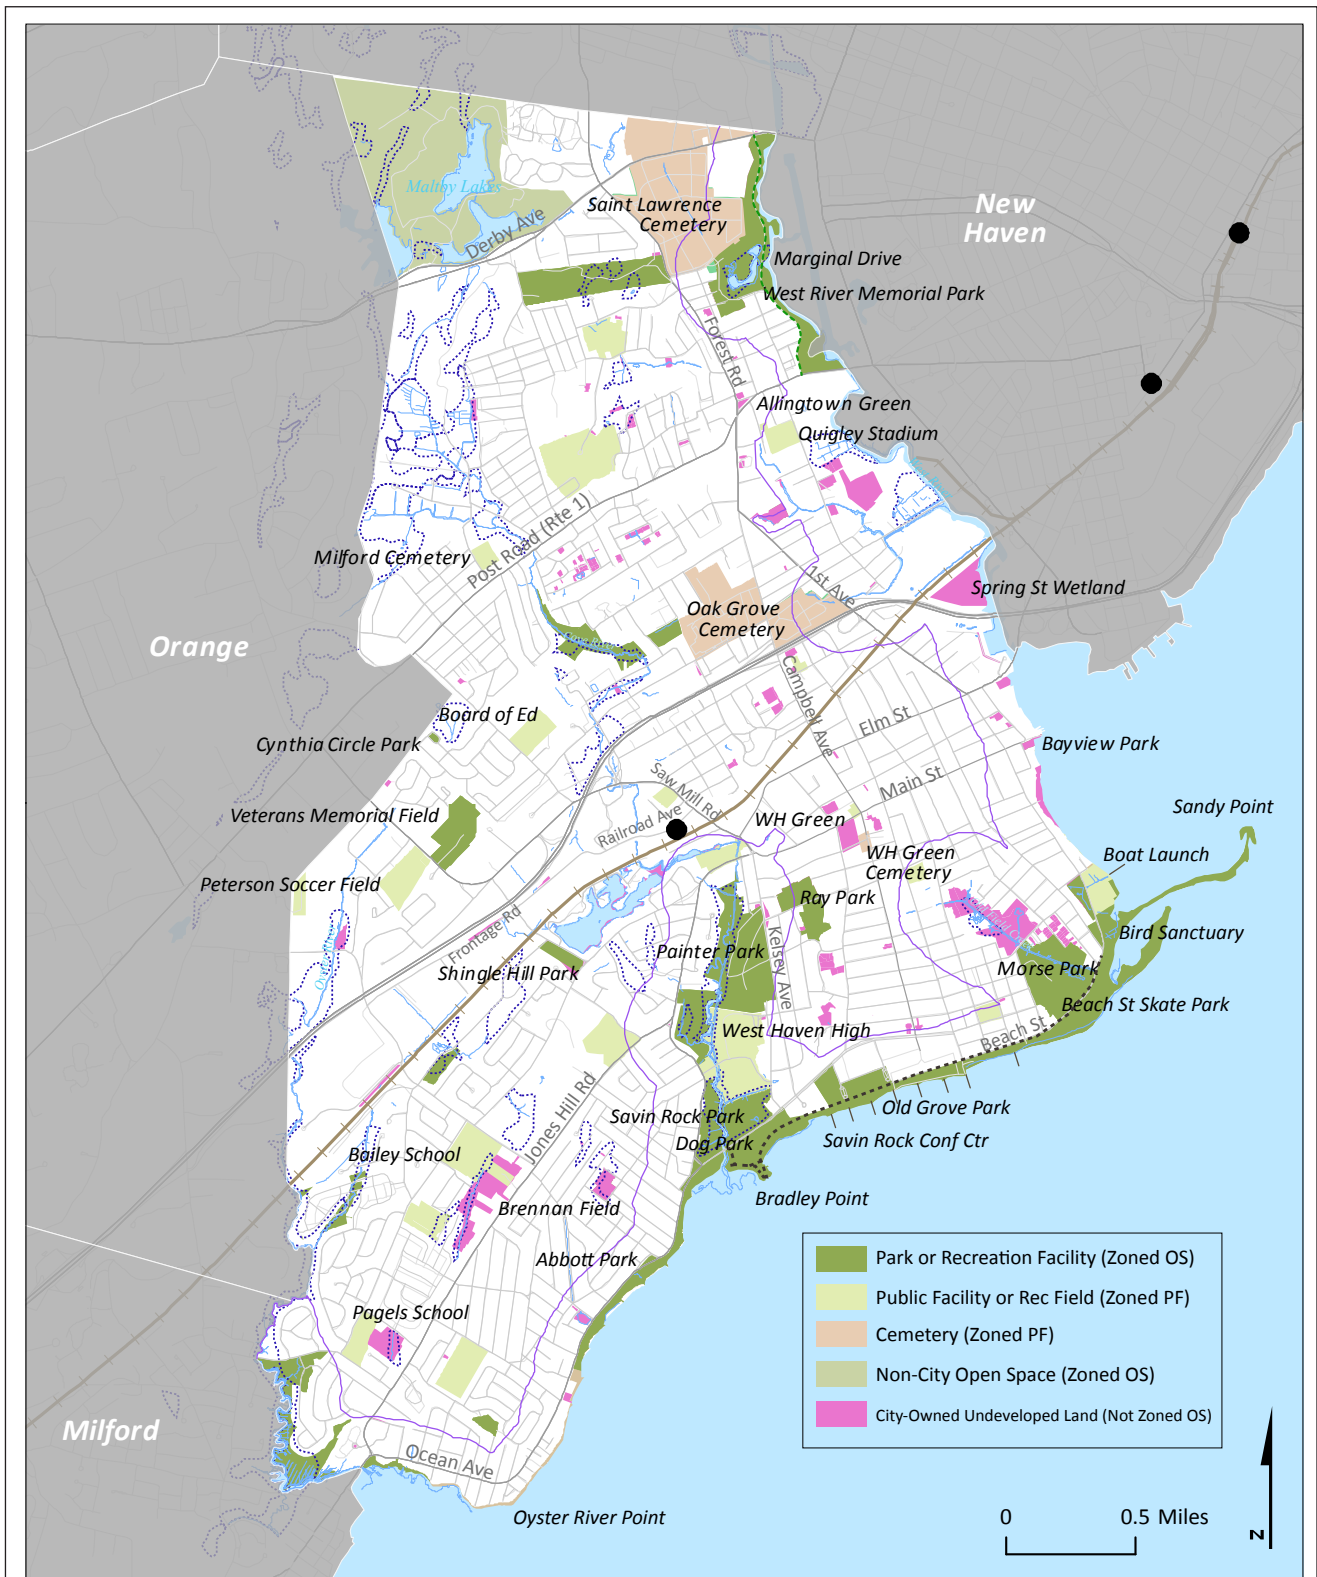 Maltby Lakes
Derby Ave
Saint Lawrence
Cemetery
New
Haven
Marginal Drive
West River Memorial Park
Forest Rd
Allingtown Green
Quigley Stadium
Post Road (Rte 1)
Milford Cemetery
1st Ave
Spring St Wetland
Oak Grove
Cemetery
Orange
Campbell Ave
Board of Ed
Elm St
Cynthia Circle Park
Bayview Park
Saw Mill Rd
Main St
Sandy Point
Veterans Memorial Field
Railroad Ave
WH Green
WH Green
Cemetery
Boat Launch
Peterson Soccer Field
Ray Park
Frontage Rd
Bird Sanctuary
Painter Park
Kelsey Ave
Shingle Hill Park
Morse Park
Beach St Skate Park
West Haven High
Beach St
Jones Hill Rd
Old Grove Park
Savin Rock Park
Dog Park
Savin Rock Conf Ctr
Bailey School
Bradley Point
Brennan Field
Abbott Park
Pagels School
Milford
Ocean Ave
Oyster River Point
Park or Recreation Facility (Zoned OS)
Public Facility or Rec Field (Zoned PF)
Cemetery (Zoned PF)
Non-City Open Space (Zoned OS)
City-Owned Undeveloped Land (Not Zoned OS)
0 0.5 Miles
N